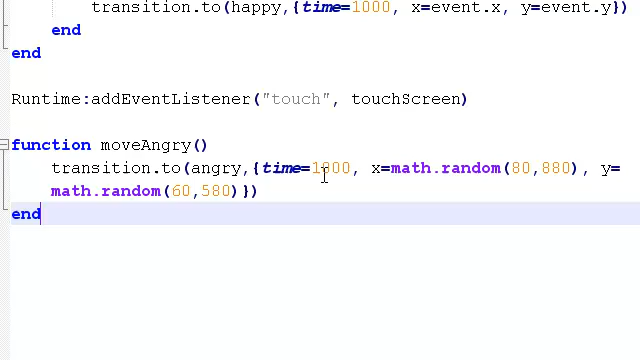 transition.to(happy,{time=1000, x=event.x, y=event.y})
end
end
Runtime:addEventListener("touch", touchScreen)
function moveAngry()
transition.to(angry,{time=1000, x=math.random(80,880), y=
math.random(60,580)})
end